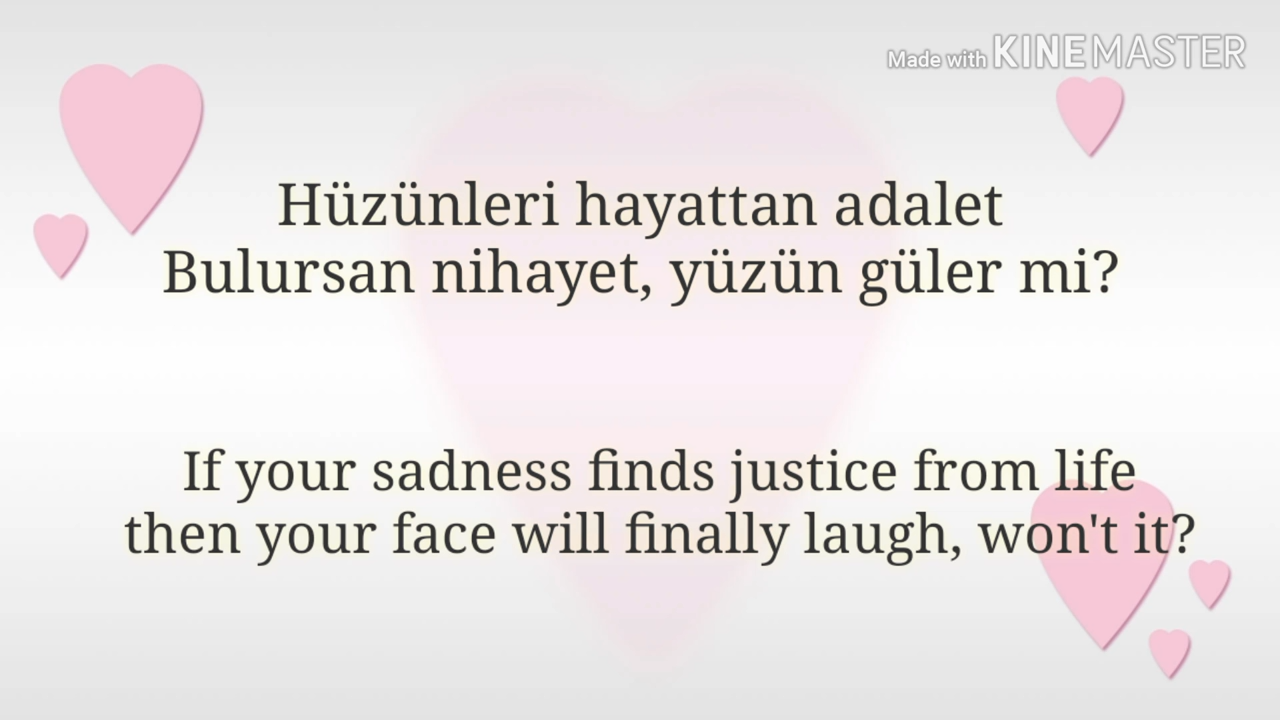 Made with KINEMASTER
Hüzünleri hayattan adalet
Bulursan nihayet, yüzün güler mi?
If your sadness finds justice from life
then your face will finally laugh, won't it?